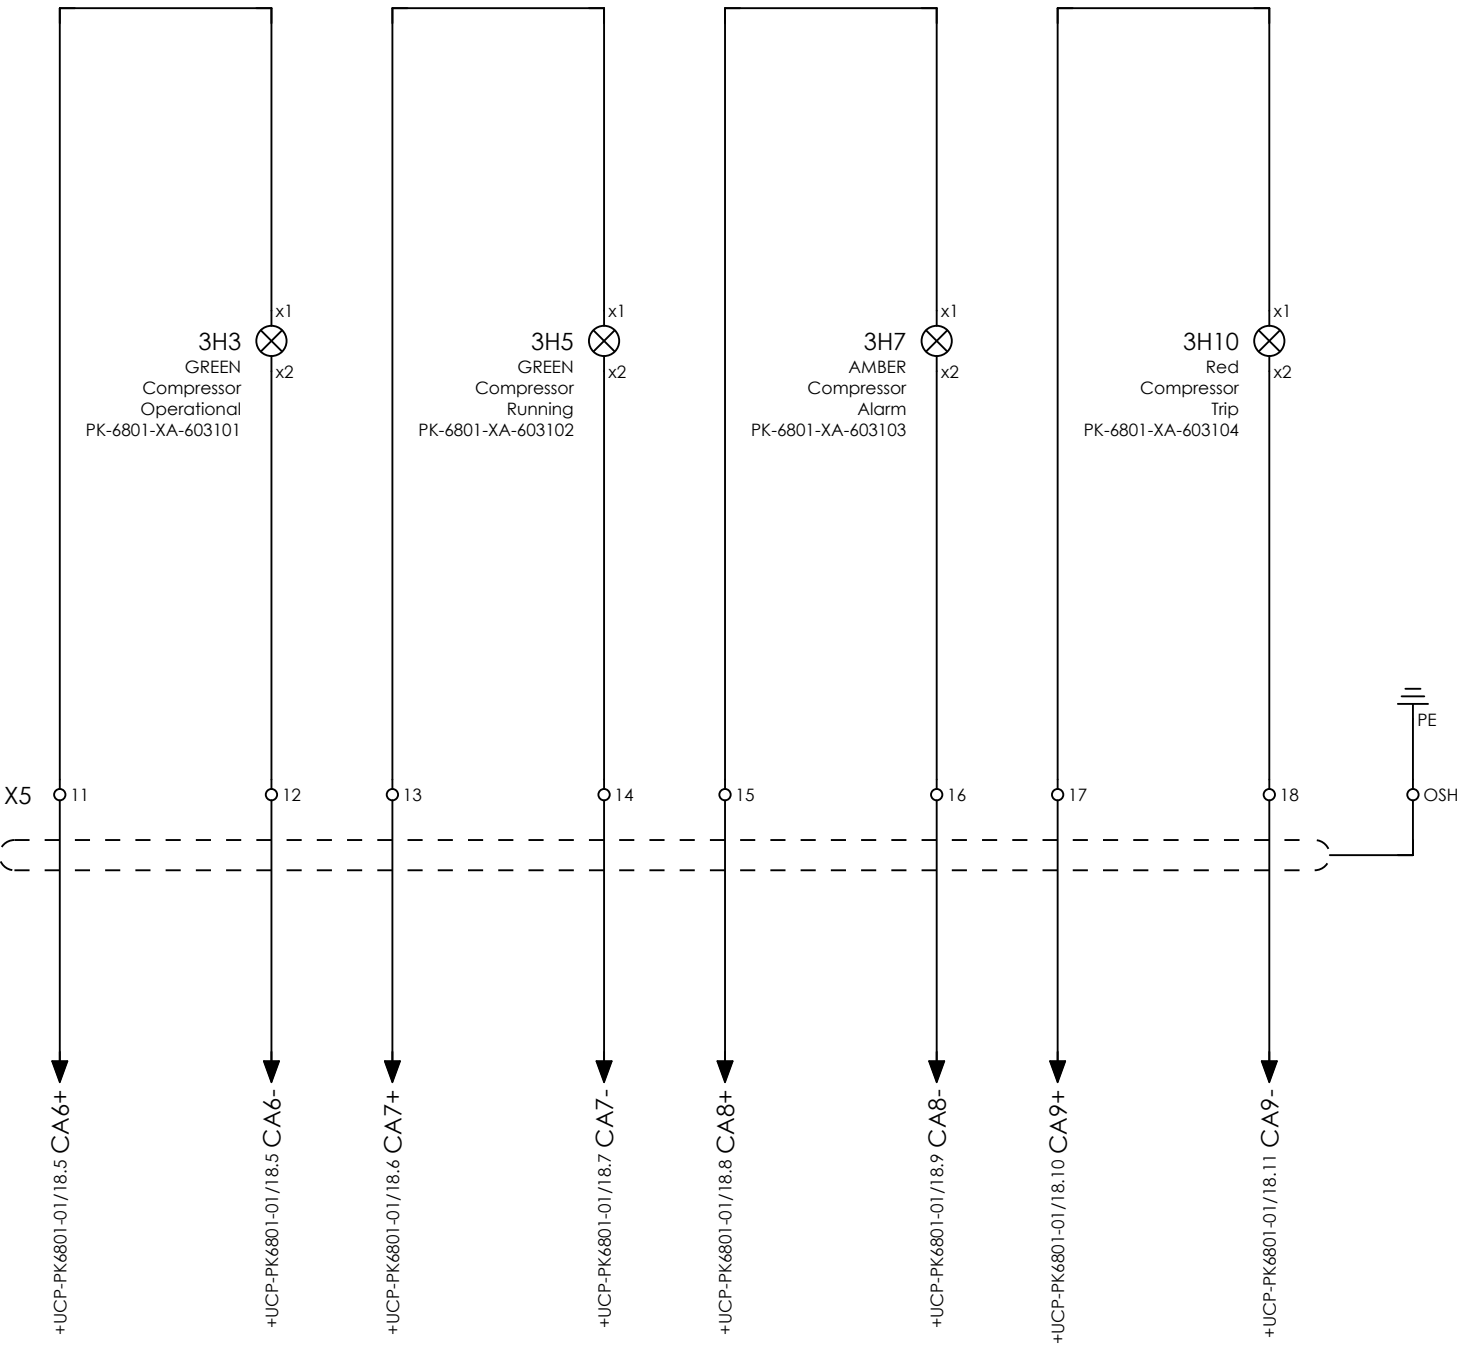 x1
3H3
GREEN
x2
Compressor
Operational
PK-6801-XA-603101
x1
3H5
GREEN
x2
Compressor
Running
PK-6801-XA-603102
x1
3H7
AMBER
x2
Compressor
Alarm
PK-6801-XA-603103
x1
3H10
Red
x2
Compressor
Trip
PK-6801-XA-603104
PE
X5
11
12
13
14
15
16
17
18
OSH
+UCP-PK6801-01/18.5 CA6+
+UCP-PK6801-01/18.5 CA6-
+UCP-PK6801-01/18.6 CA7+
+UCP-PK6801-01/18.7 CA7-
+UCP-PK6801-01/18.8 CA8+
+UCP-PK6801-01/18.9 CA8-
+UCP-PK6801-01/18.10 CA9+
+UCP-PK6801-01/18.11 CA9-